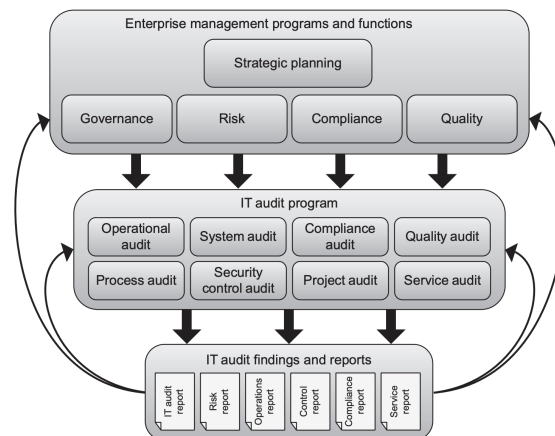 Enterprise management programs and functions
Strategic planning
Governance
Risk
Compliance
Quality
IT audit program
Operational
audit
System audit
Compliance
audit
Quality audit
Process audit
Security
control audit
Project audit
Service audit
IT audit findings and reports
IT audit
report
Risk
report
Operations
report
Control
report
Compliance
report
Service
report